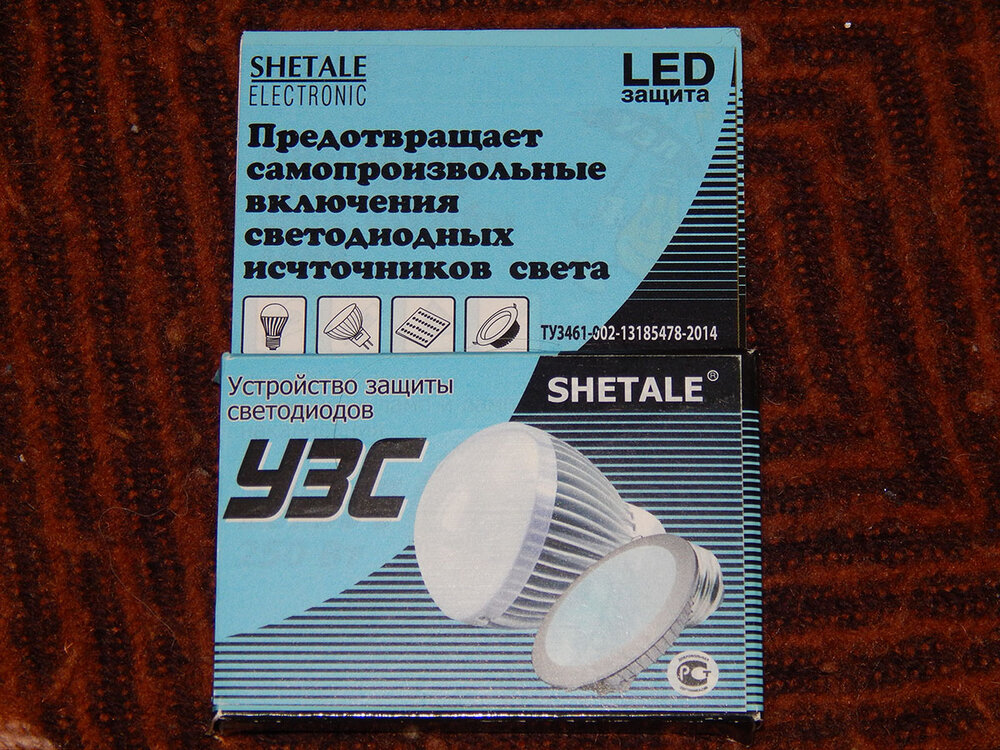 SHETALE
ELECTRONIC
LED
защита
Предотвращает
самопроизвольные
включения
светодиодных
исчточников света
ТУ3461-002-13185478-2014
Устройство защиты
светодиодов
SHETALE®
УЗС
РСТ